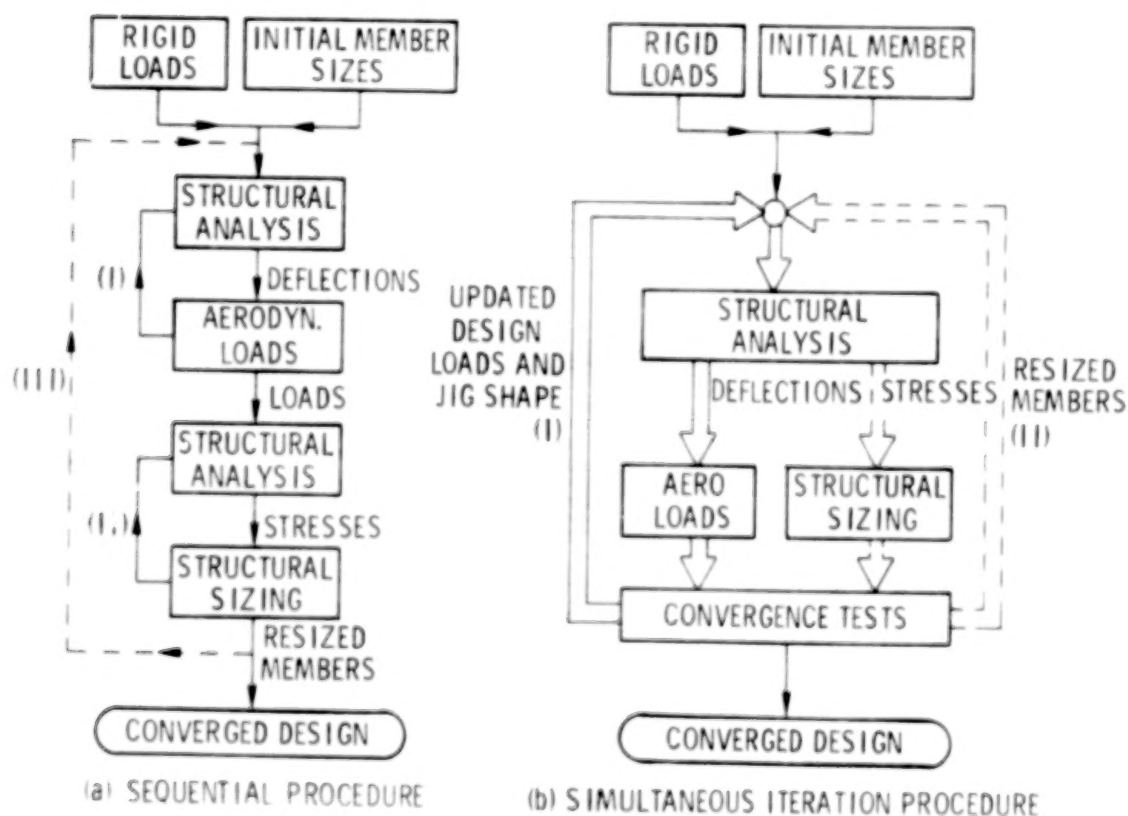 RIGID
LOADS
INITIAL MEMBER
SIZES
STRUCTURAL
ANALYSIS
(I)
DEFLECTIONS
AERODYN.
LOADS
(III)
LOADS
STRUCTURAL
ANALYSIS
STRESSES
STRUCTURAL
SIZING
RESIZED
MEMBERS
CONVERGED DESIGN
(a) SEQUENTIAL PROCEDURE
RIGID
LOADS
INITIAL MEMBER
SIZES
UPDATED
DESIGN
LOADS AND
JIG SHAPE
(I)
STRUCTURAL
ANALYSIS
DEFLECTIONS
STRESSES
RESIZED
MEMBERS
(II)
AERO
LOADS
STRUCTURAL
SIZING
CONVERGENCE TESTS
CONVERGED DESIGN
(b) SIMULTANEOUS ITERATION PROCEDURE